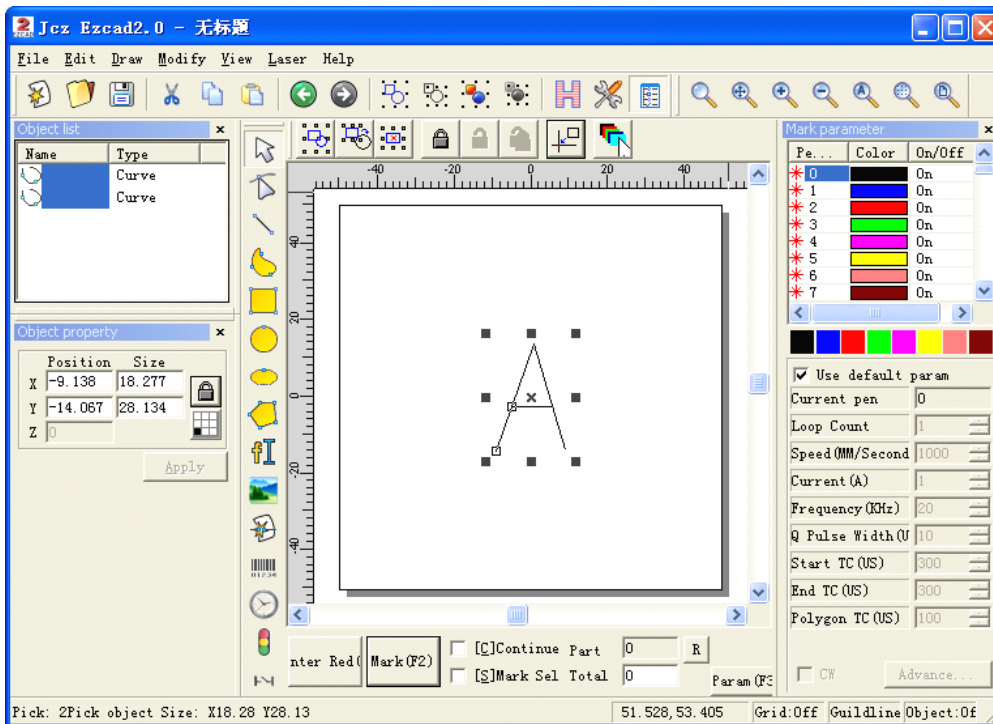 Jcz Ezcad2.0 - 无标题
File Edit Draw Modify View Laser Help
Object list
Name Type
Curve
Curve
Object property
Position Size
X -9.138 18.277
Y -14.067 28.134
Z 0
Apply
-40 -20 0 20 40
40
20
0
-20
-40
01234
Mark parameter
Pe... Color On/Off
0 On
1 On
2 On
3 On
4 On
5 On
6 On
7 On
Use default param
Current pen 0
Loop Count 1
Speed(MM/Second 1000
Current(A) 1
Frequency(KHz) 20
Q Pulse Width(U 10
Start TC(US) 300
End TC(US) 300
Polygon TC(US) 100
CW Advance...
nter Red( Mark(F2) [C]Continue Part 0 R
[S]Mark Sel Total 0 Param(F3
Pick: 2Pick object Size: X18.28 Y28.13 51.528,53.405 Grid:Off Guildline Object:Of